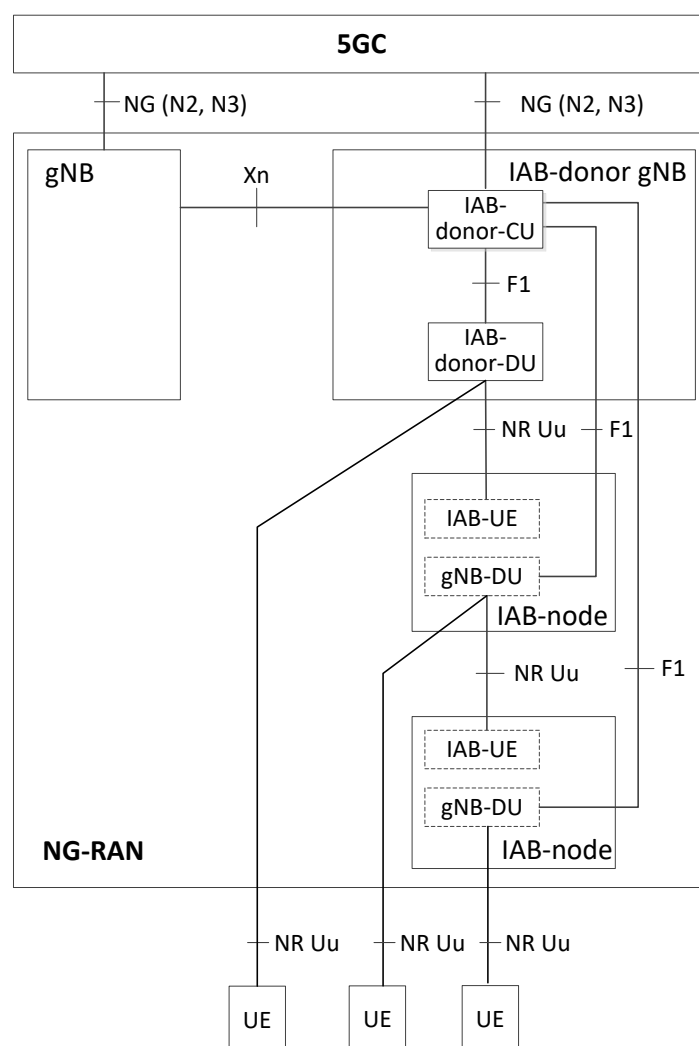 5GC
NG (N2, N3)
NG (N2, N3)
gNB
IAB-donor gNB
Xn
IAB-
donor-CU
F1
IAB-
donor-DU
NR Uu
F1
IAB-UE
gNB-DU
IAB-node
NR Uu
F1
IAB-UE
gNB-DU
NG-RAN
IAB-node
NR Uu
NR Uu
NR Uu
UE
UE
UE